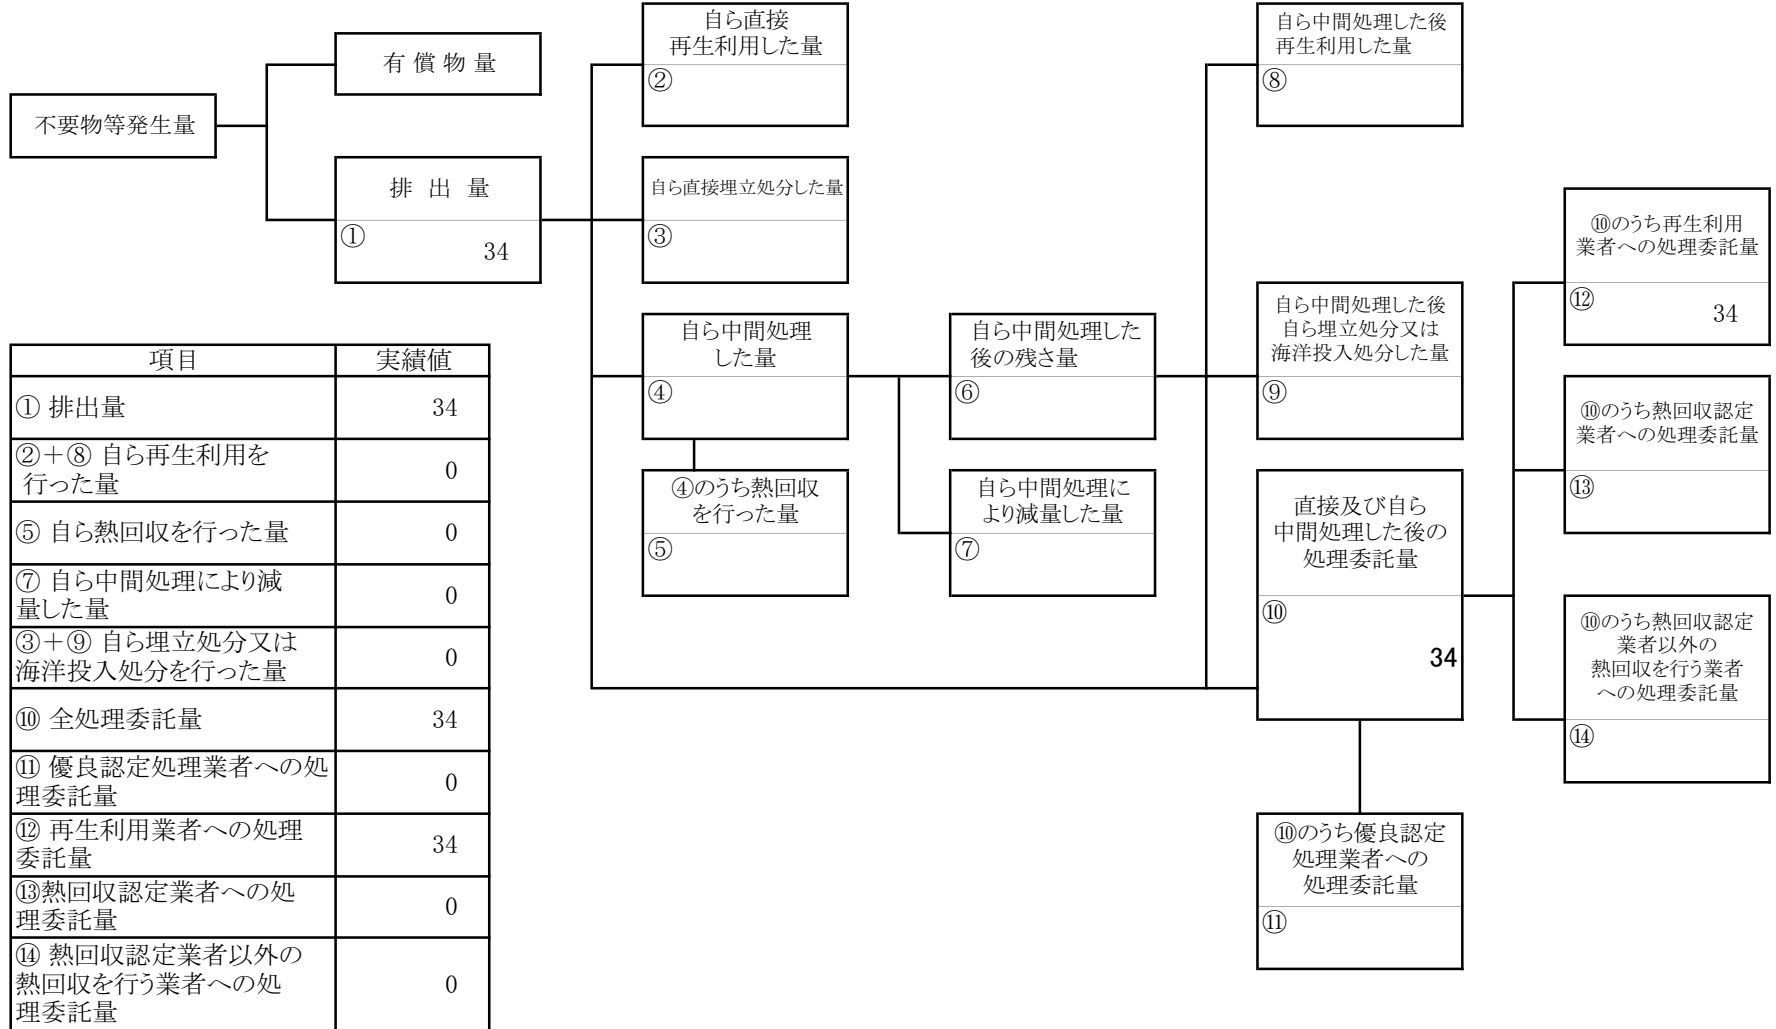 不要物等発生量
有 償 物 量
排 出 量
①
34
自ら直接
再生利用した量
②
自ら直接埋立処分した量
③
自ら中間処理
した量
④
④のうち熱回収
を行った量
⑤
自ら中間処理した
後の残さ量
⑥
自ら中間処理に
より減量した量
⑦
自ら中間処理した後
再生利用した量
⑧
自ら中間処理した後
自ら埋立処分又は
海洋投入処分した量
⑨
直接及び自ら
中間処理した後の
処理委託量
⑩
34
⑩のうち優良認定
処理業者への
処理委託量
⑪
⑩のうち再生利用
業者への処理委託量
⑫
34
⑩のうち熱回収認定
業者への処理委託量
⑬
⑩のうち熱回収認定
業者以外の
熱回収を行う業者
への処理委託量
⑭
項目 実績値
① 排出量 34
②＋⑧ 自ら再生利用を
行った量 0
⑤ 自ら熱回収を行った量 0
⑦ 自ら中間処理により減
量した量 0
③＋⑨ 自ら埋立処分又は
海洋投入処分を行った量 0
⑩ 全処理委託量 34
⑪ 優良認定処理業者への処
理委託量 0
⑫ 再生利用業者への処理
委託量 34
⑬熱回収認定業者への処
理委託量 0
⑭ 熱回収認定業者以外の
熱回収を行う業者への処
理委託量 0